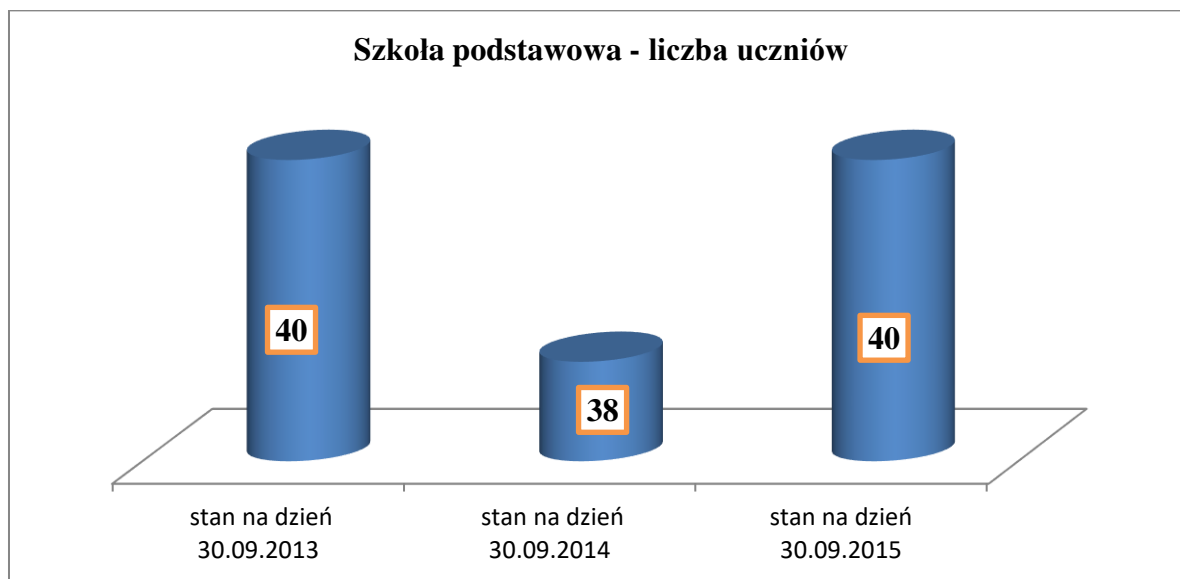 Szkoła podstawowa - liczba uczniów
40
38
40
stan na dzień
30.09.2013
stan na dzień
30.09.2014
stan na dzień
30.09.2015